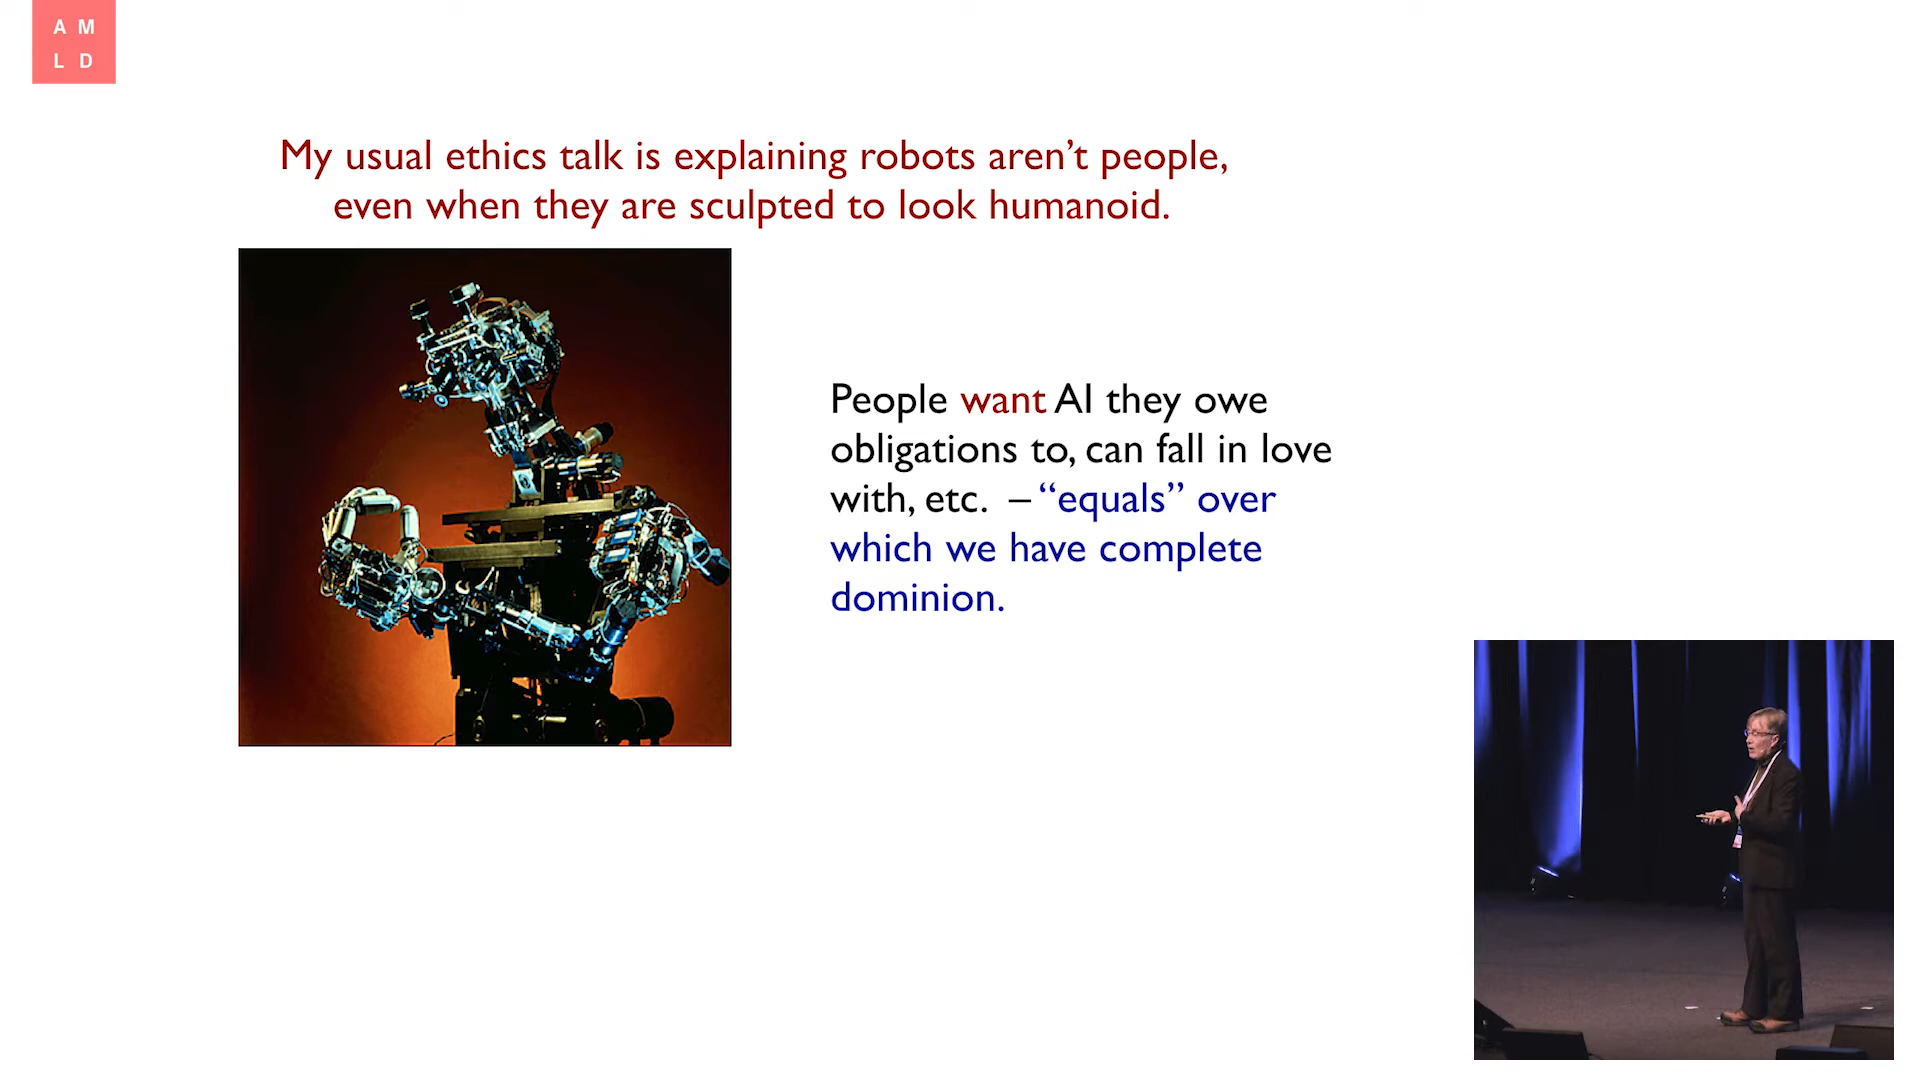 A M
L D
My usual ethics talk is explaining robots aren’t people,
even when they are sculpted to look humanoid.
People want AI they owe
obligations to, can fall in love
with, etc. – “equals” over
which we have complete
dominion.